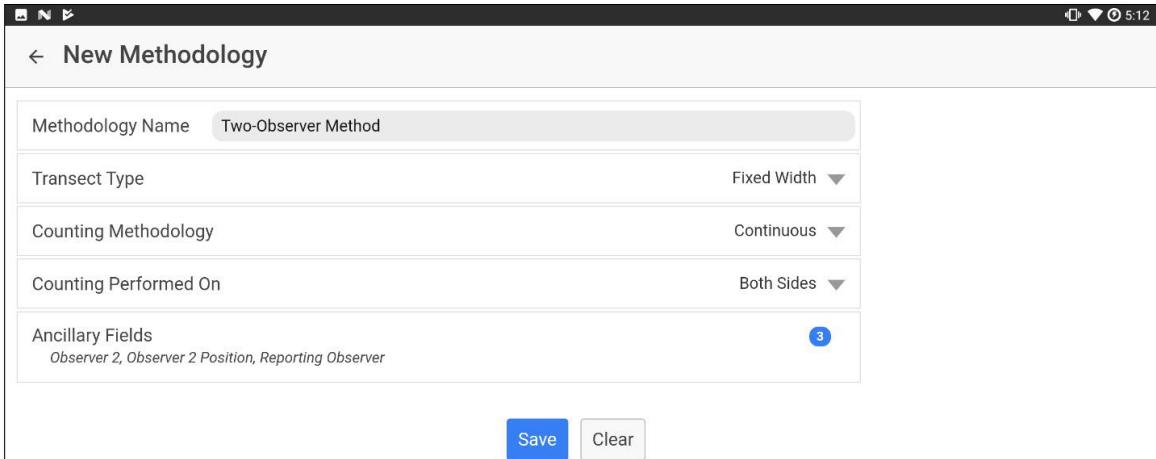 5:12
← New Methodology
Methodology Name Two-Observer Method
Transect Type Fixed Width
Counting Methodology Continuous
Counting Performed On Both Sides
Ancillary Fields 3
Observer 2, Observer 2 Position, Reporting Observer
Save Clear